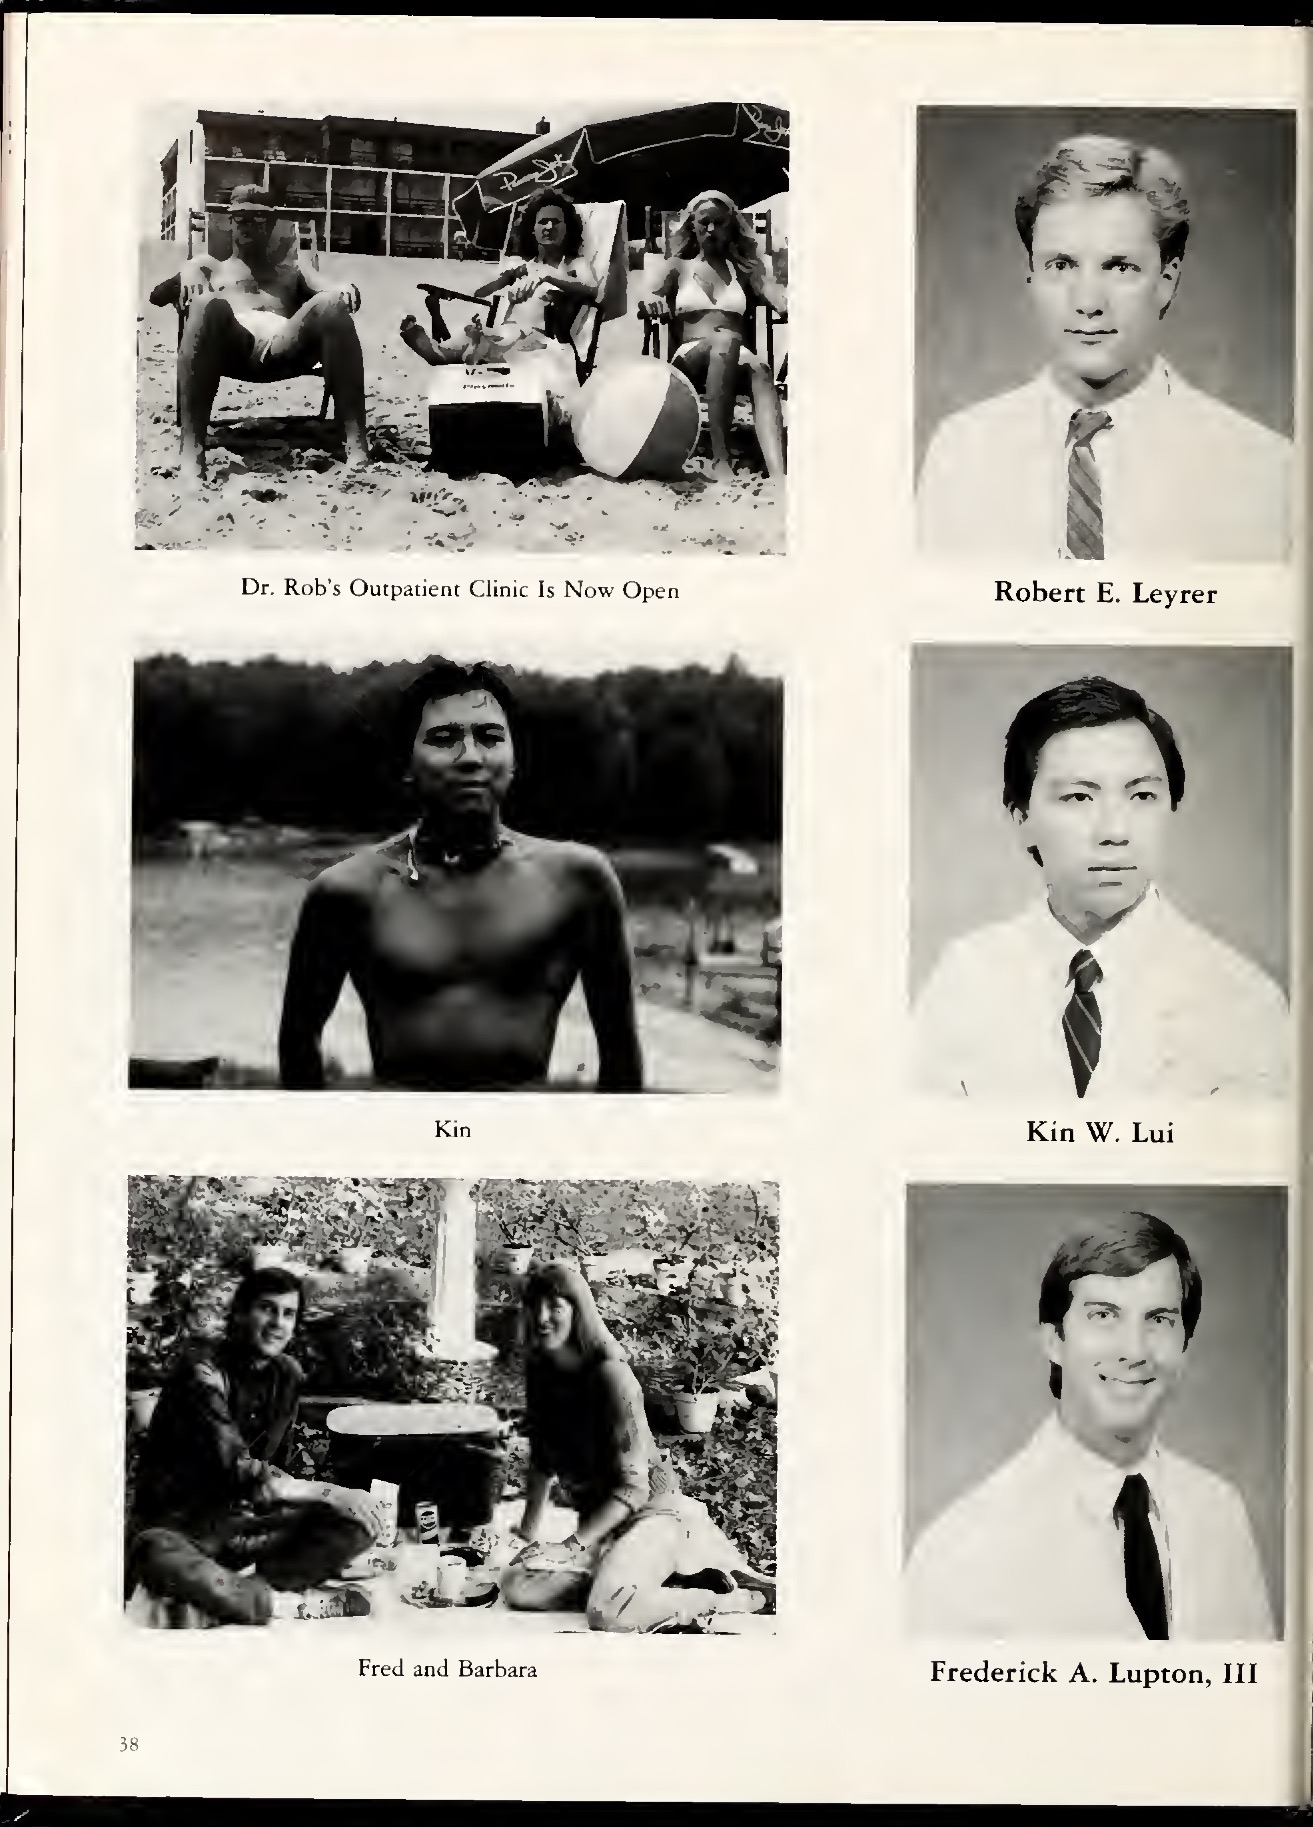 Dr. Rob's Outpatient Clinic Is Now Open
Robert E. Leyrer
Kin
Kin W. Lui
Fred and Barbara
Frederick A. Lupton, III
38